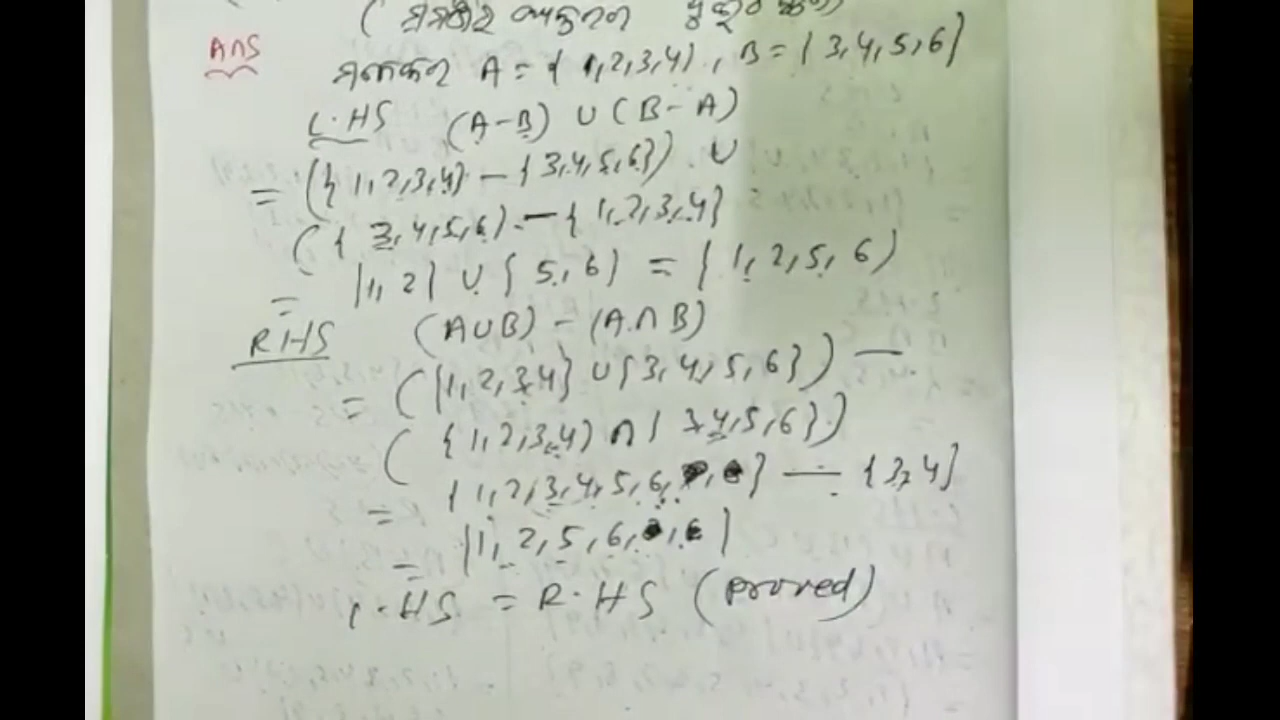 ( ସମଷ୍ଟିର
Ans
ମନେକର A = { 1,2,3,4}, B = { 3,4,5,6}
L.HS (A-B) ∪ (B-A)
= ({ 1,2,3,4} - { 3,4,5,6}) ∪
({ 3,4,5,6} - { 1,2,3,4}
= {1, 2} ∪ { 5,6} = { 1, 2, 5, 6}
RHS (A∪B) - (A∩B)
= ({1,2,3,4} ∪ {3,4,5,6}) -
( {1,2,3,4} ∩ { 3,4,5,6})
= { 1,2,3,4,5,6, } - {3,4}
= {1,2,5,6, }
L.HS = R.HS (proved)